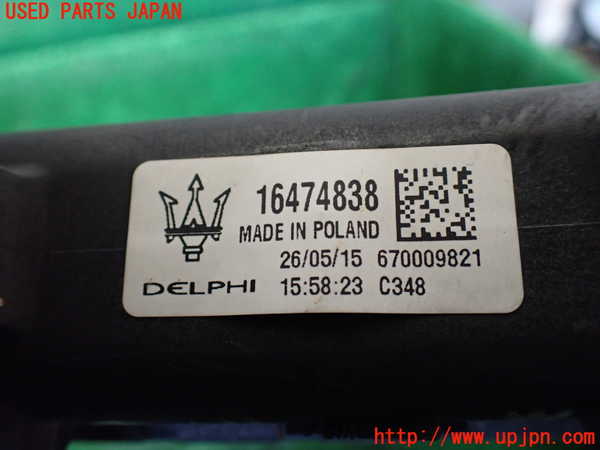 USED PARTS JAPAN
16474838
MADE IN POLAND
26/05/15 670009821
DELPHI 15:58:23 C348
http://www.upjpn.com/